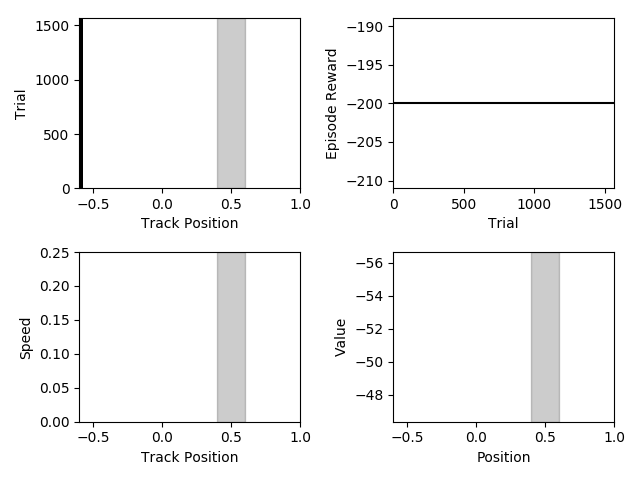 1500
1000
500
0
Trial
−0.5 0.0 0.5 1.0
Track Position
−190
−195
−200
−205
−210
Episode Reward
0 500 1000 1500
Trial
0.25
0.20
0.15
0.10
0.05
0.00
Speed
−0.5 0.0 0.5 1.0
Track Position
−56
−54
−52
−50
−48
Value
−0.5 0.0 0.5 1.0
Position